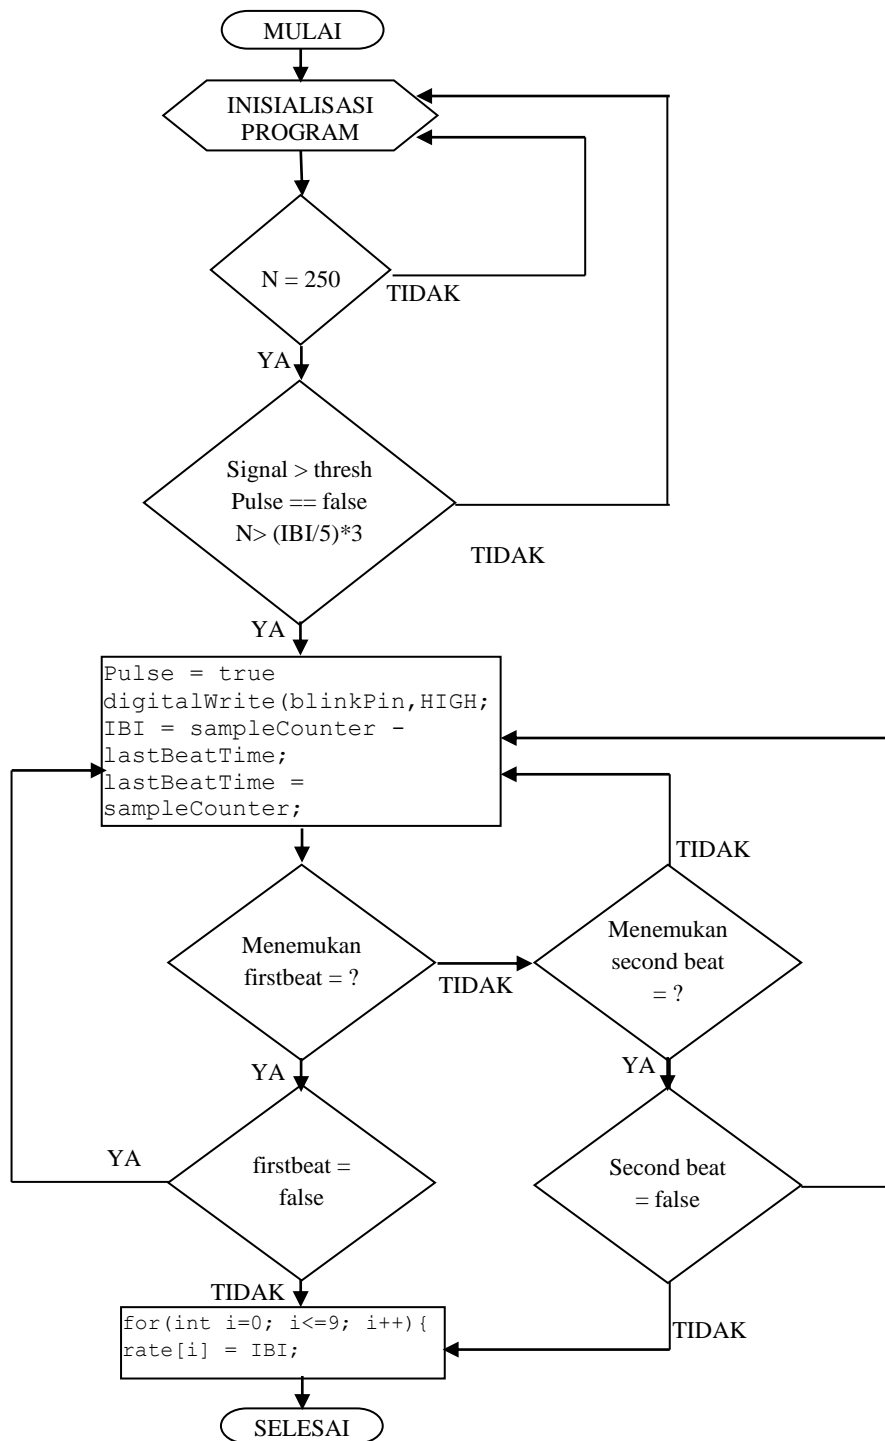 MULAI
INISIALISASI
PROGRAM
N = 250
TIDAK
YA
Signal > thresh
Pulse == false
N> (IBI/5)*3
TIDAK
YA
Pulse = true
digitalWrite(blinkPin,HIGH;
IBI = sampleCounter -
lastBeatTime;
lastBeatTime =
sampleCounter;
TIDAK
Menemukan
firstbeat = ?
TIDAK
Menemukan
second beat
= ?
YA
YA
YA
firstbeat =
false
Second beat
= false
TIDAK
TIDAK
for(int i=0; i<=9; i++){
rate[i] = IBI;
SELESAI